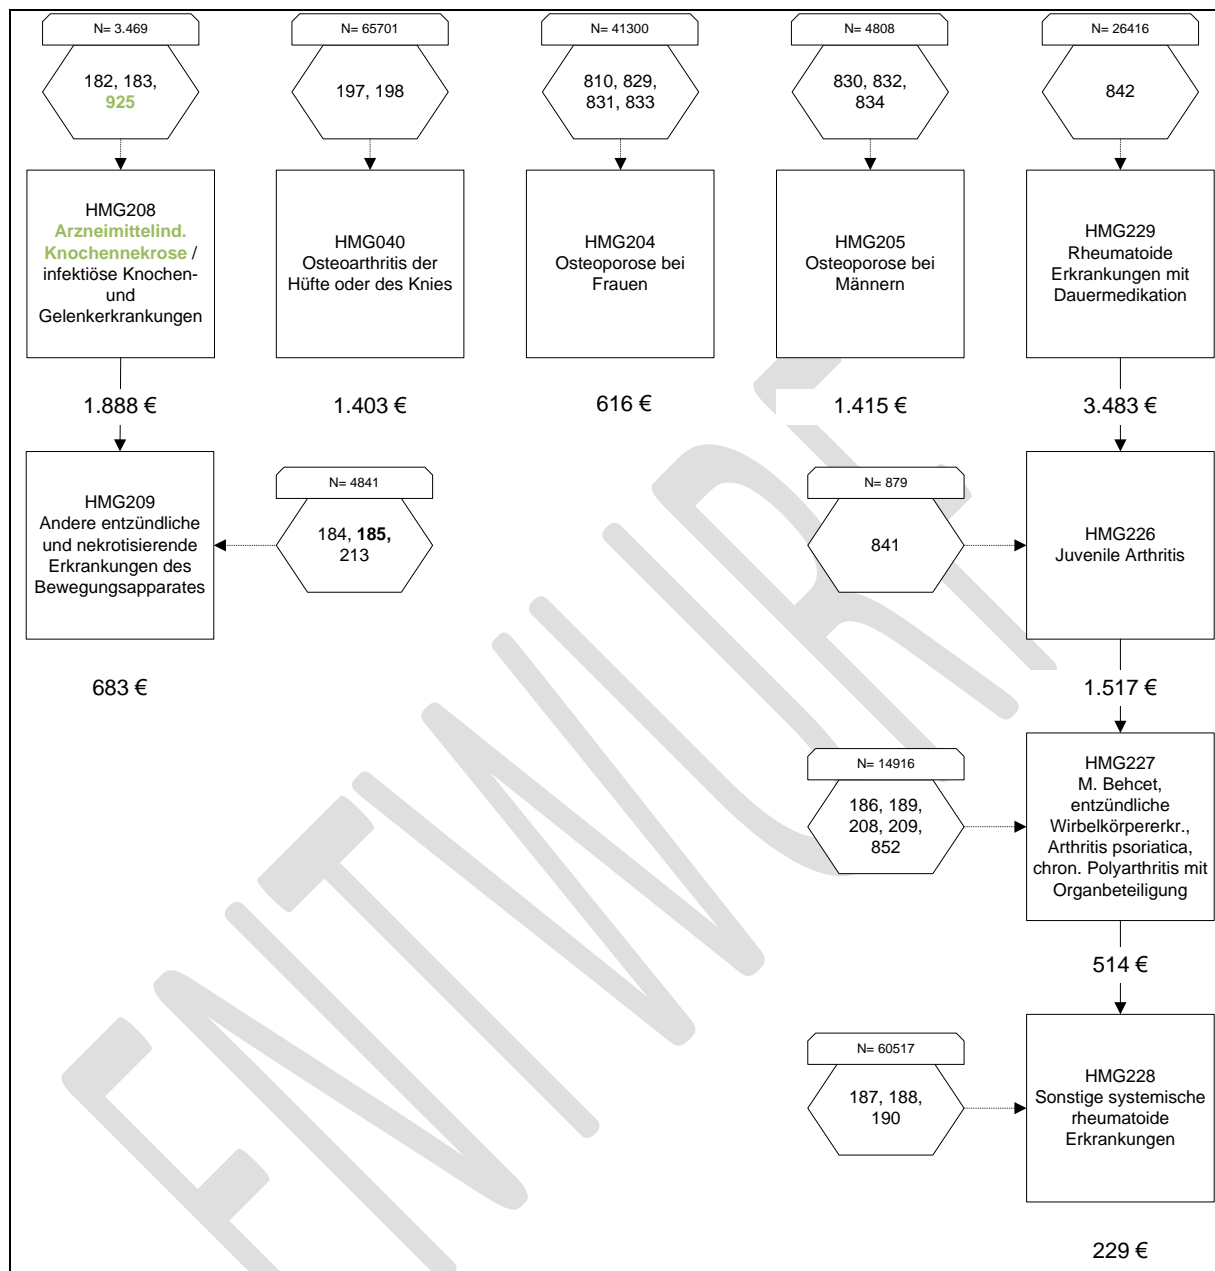 N= 3.469
182, 183,
925
HMG208
Arzneimittelind.
Knochennekrose /
infektiöse Knochen-
und
Gelenkerkrankungen
1.888 €
N= 65701
197, 198
HMG040
Osteoarthritis der
Hüfte oder des Knies
1.403 €
N= 41300
810, 829,
831, 833
HMG204
Osteoporose bei
Frauen
616 €
N= 4808
830, 832,
834
HMG205
Osteoporose bei
Männern
1.415 €
N= 26416
842
HMG229
Rheumatoide
Erkrankungen mit
Dauermedikation
3.483 €
HMG209
Andere entzündliche
und nekrotisierende
Erkrankungen des
Bewegungsapparates
683 €
N= 4841
184, 185,
213
N= 879
841
HMG226
Juvenile Arthritis
1.517 €
N= 14916
186, 189,
208, 209,
852
HMG227
M. Behcet,
entzündliche
Wirbelkörpererkr.,
Arthritis psoriatica,
chron. Polyarthritis mit
Organbeteiligung
514 €
N= 60517
187, 188,
190
HMG228
Sonstige systemische
rheumatoide
Erkrankungen
229 €
ENTWURF